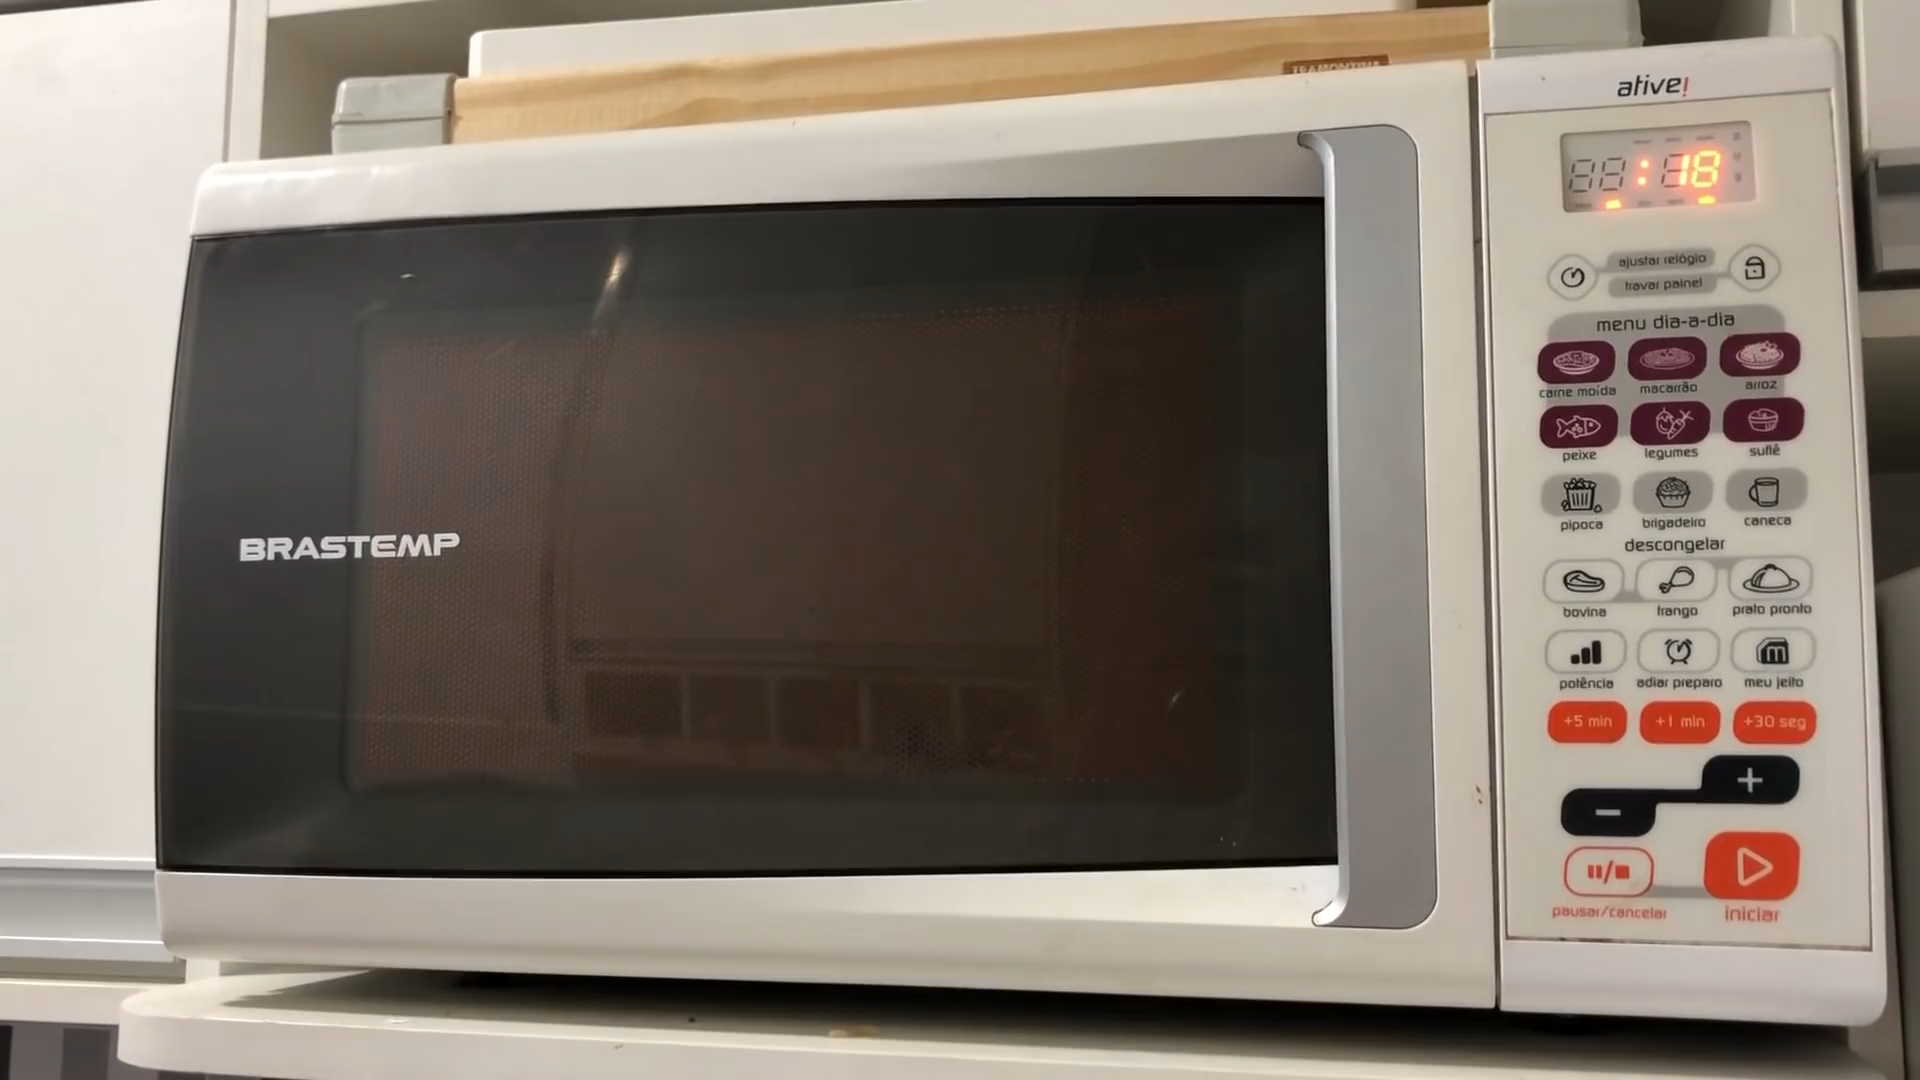 TRAMONTINA
ative!
:18
ajustar relógio
travar painel
menu dia-a-dia
carne moída
macarrão
arroz
peixe
legumes
suflê
BRASTEMP
pipoca
brigadeiro
caneca
descongelar
bovina
frango
prato pronto
potência
adiar preparo
meu jeito
+5 min
+1 min
+30 seg
pausar/cancelar
iniciar